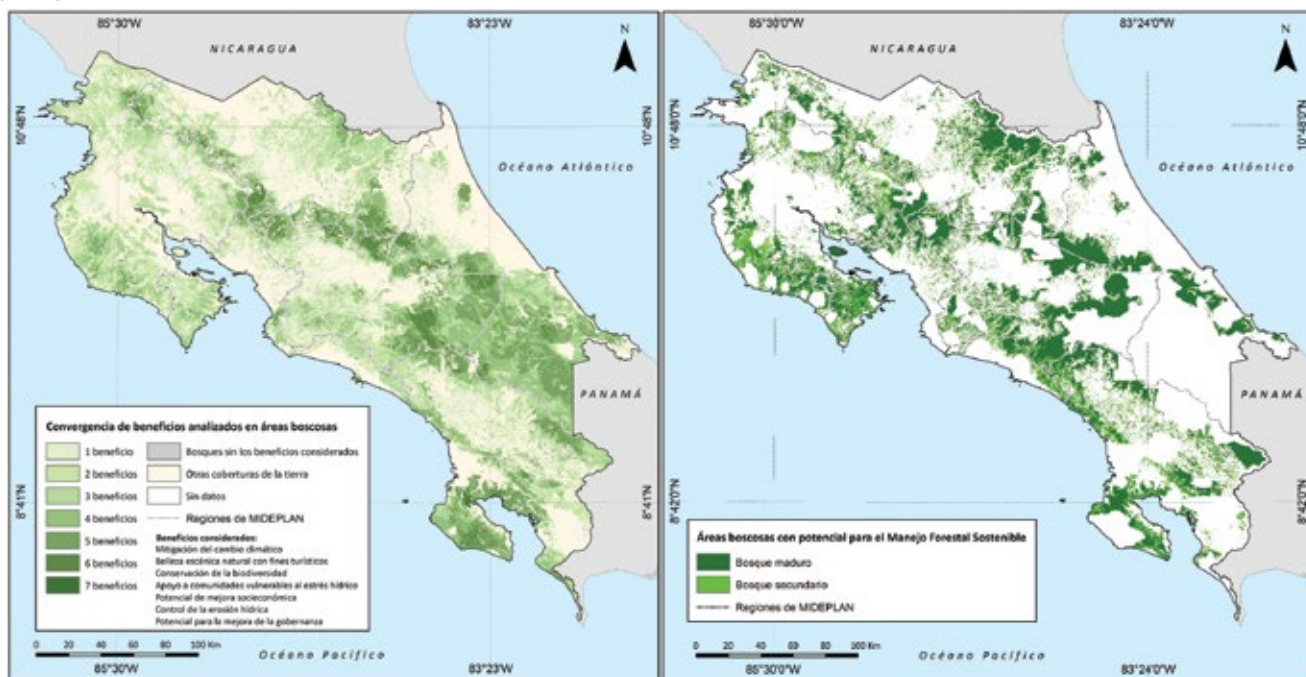 85°30'W
83°23'W
NICARAGUA
N
10°48'N
10°48'N
Océano Atlántico
PANAMÁ
8°41'N
8°41'N
Convergencia de beneficios analizados en áreas boscosas
1 beneficio
2 beneficios
3 beneficios
4 beneficios
5 beneficios
6 beneficios
7 beneficios
Bosques sin los beneficios considerados
Otras coberturas de la tierra
Sin datos
Regiones de MIDEPLAN
Beneficios considerados:
Mitigación del cambio climático
Belleza escénica natural con fines turísticos
Conservación de la biodiversidad
Apoyo a comunidades vulnerables al estrés hídrico
Potencial de mejora socioeconómica
Control de la erosión hídrica
Potencial para la mejora de la gobernanza
0 20 40 60 80 100 Km
Océano Pacífico
85°30'W
83°23'W
85°30'0"W
83°24'0"W
NICARAGUA
N
10°48'0"N
10°48'0"N
Océano Atlántico
PANAMÁ
8°42'0"N
8°42'0"N
Áreas boscosas con potencial para el Manejo Forestal Sostenible
Bosque maduro
Bosque secundario
Regiones de MIDEPLAN
0 20 40 60 80 100 Km
Océano Pacífico
85°30'0"W
83°24'0"W